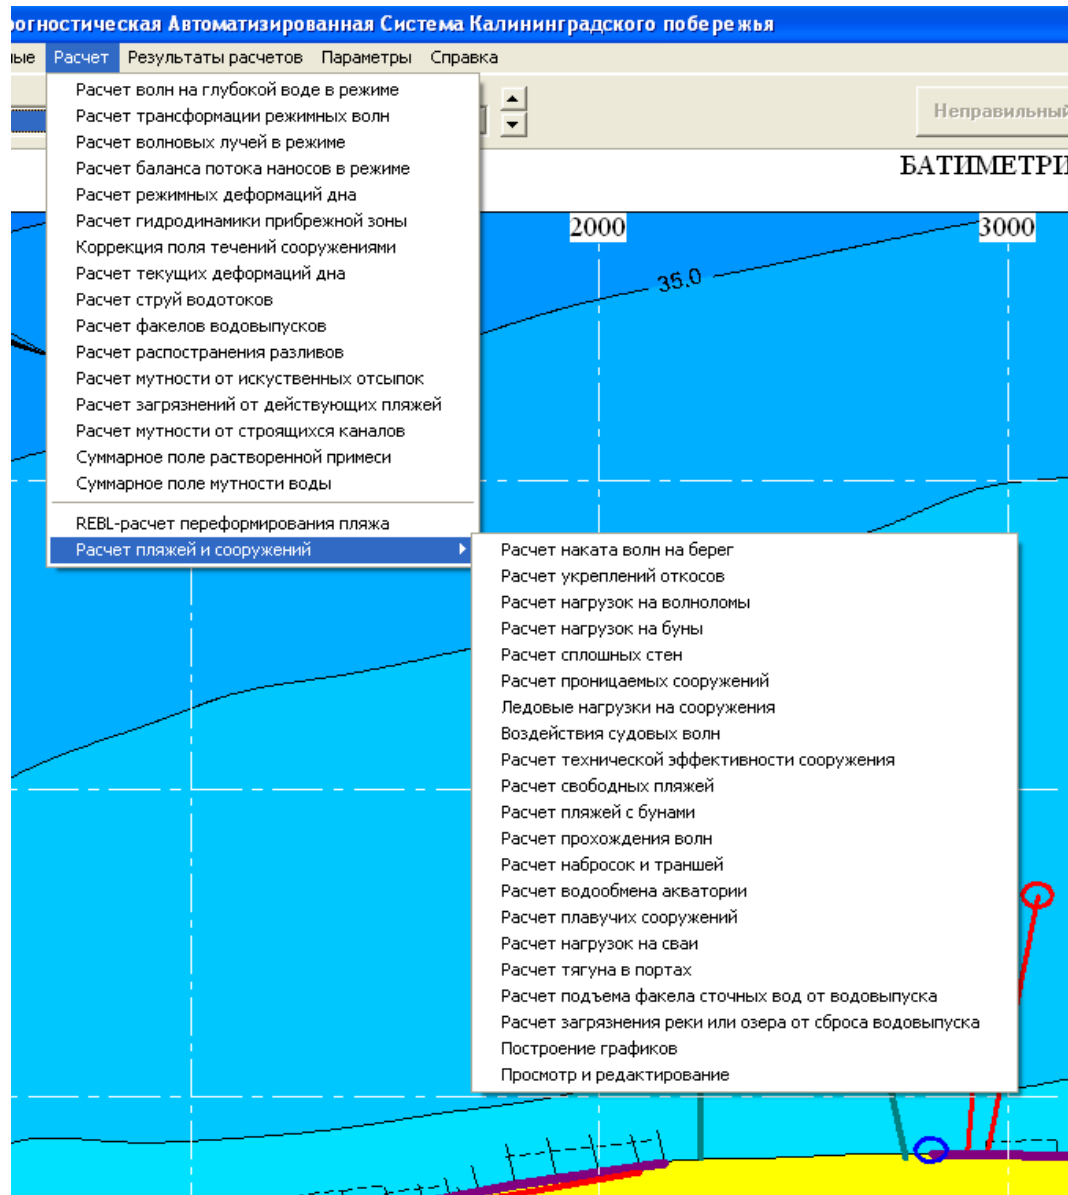 огностическая Автоматизированная Система Калининградского побережья
ые Расчет Результаты расчетов Параметры Справка
Расчет волн на глубокой воде в режиме
Расчет трансформации режимных волн
Расчет волновых лучей в режиме
Расчет баланса потока наносов в режиме
Расчет режимных деформаций дна
Расчет гидродинамики прибрежной зоны
Коррекция поля течений сооружениями
Расчет текущих деформаций дна
Расчет струй водотоков
Расчет факелов водовыпусков
Расчет распостранения разливов
Расчет мутности от искуственных отсыпок
Расчет загрязнений от действующих пляжей
Расчет мутности от строящихся каналов
Суммарное поле растворенной примеси
Суммарное поле мутности воды
REBL-расчет переформирования пляжа
Расчет пляжей и сооружений
Неправильный
БАТИМЕТРИ
2000
3000
35.0
Расчет наката волн на берег
Расчет укреплений откосов
Расчет нагрузок на волноломы
Расчет нагрузок на буны
Расчет сплошных стен
Расчет проницаемых сооружений
Ледовые нагрузки на сооружения
Воздействия судовых волн
Расчет технической эффективности сооружения
Расчет свободных пляжей
Расчет пляжей с бунами
Расчет прохождения волн
Расчет набросок и траншей
Расчет водообмена акватории
Расчет плавучих сооружений
Расчет нагрузок на сваи
Расчет тягуна в портах
Расчет подъема факела сточных вод от водовыпуска
Расчет загрязнения реки или озера от сброса водовыпуска
Построение графиков
Просмотр и редактирование